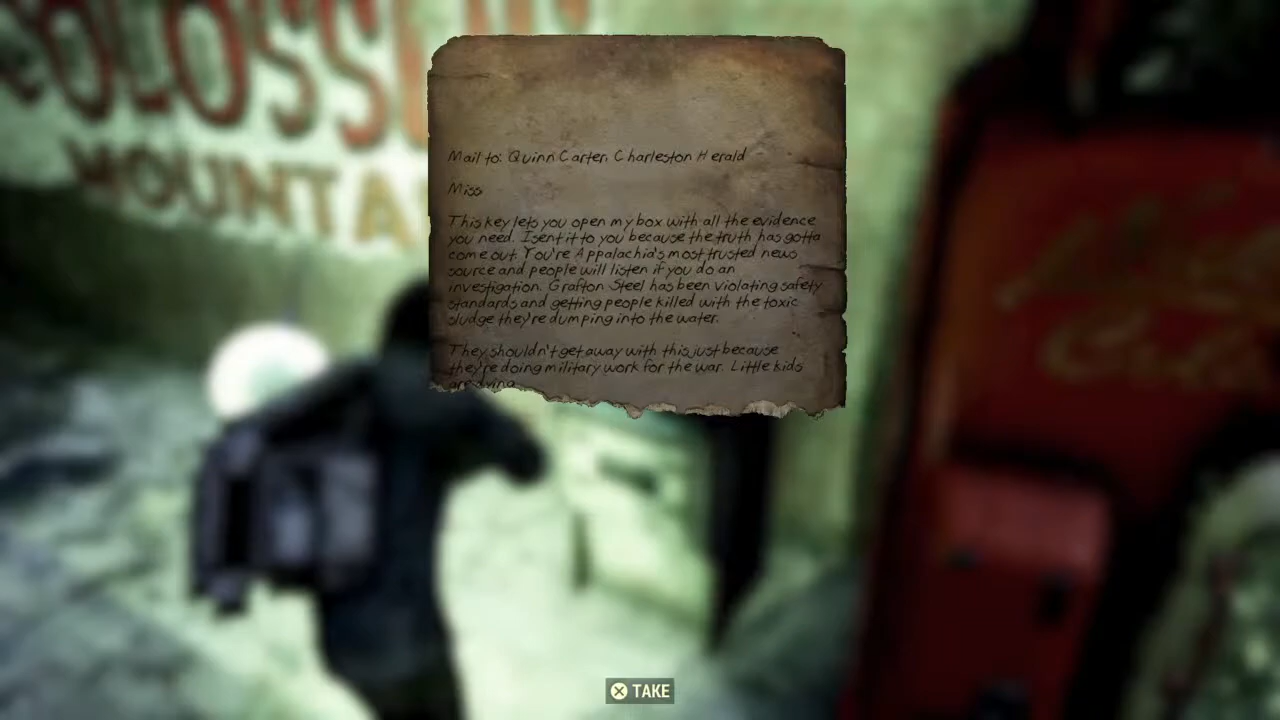 COLOSS
MOUNTA
Mail to: Quinn Carter, Charleston Herald
Miss
This key lets you open my box with all the evidence
you need. I sent it to you because the truth has gotta
come out. You're Appalachia's most trusted news
source and people will listen if you do an
investigation. Grafton Steel has been violating safety
standards and getting people killed with the toxic
sludge they're dumping into the water.
They shouldn't get away with this just because
they're doing military work for the war. Little kids
are dying
TAKE